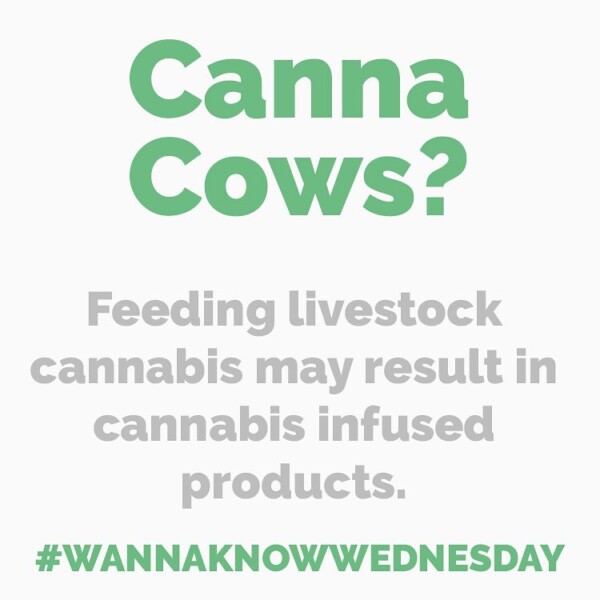 Canna
Cows?
Feeding livestock
cannabis may result in
cannabis infused
products.
#WANNAKNOWWEDNESDAY